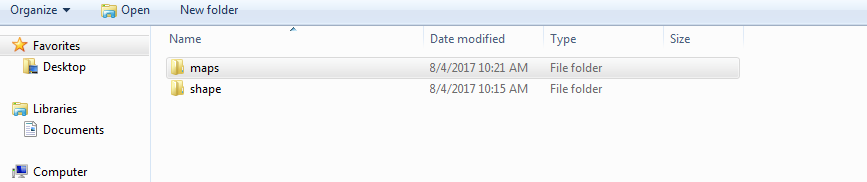 Organize Open New folder
Favorites Name Date modified Type Size
Desktop maps 8/4/2017 10:21 AM File folder
shape 8/4/2017 10:15 AM File folder
Libraries
Documents
Computer